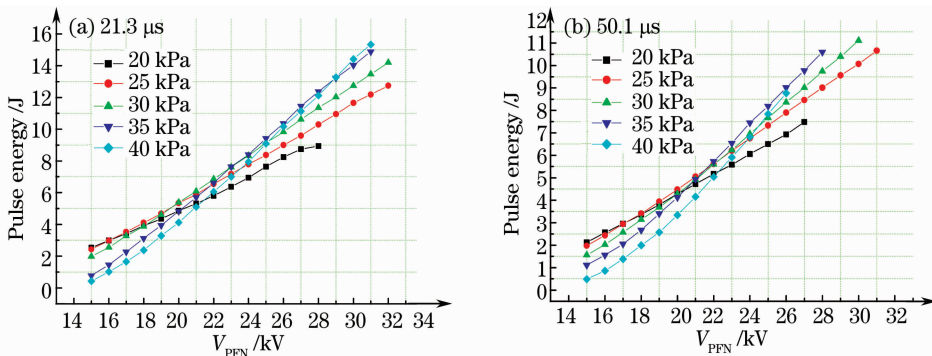 (a) 21.3 μs
20 kPa
25 kPa
30 kPa
35 kPa
40 kPa
Pulse energy /J
16
14
12
10
8
6
4
2
0
14 16 18 20 22 24 26 28 30 32 34
V_PFN /kV
(b) 50.1 μs
20 kPa
25 kPa
30 kPa
35 kPa
40 kPa
Pulse energy /J
12
11
10
9
8
7
6
5
4
3
2
1
0
14 16 18 20 22 24 26 28 30 32
V_PFN /kV